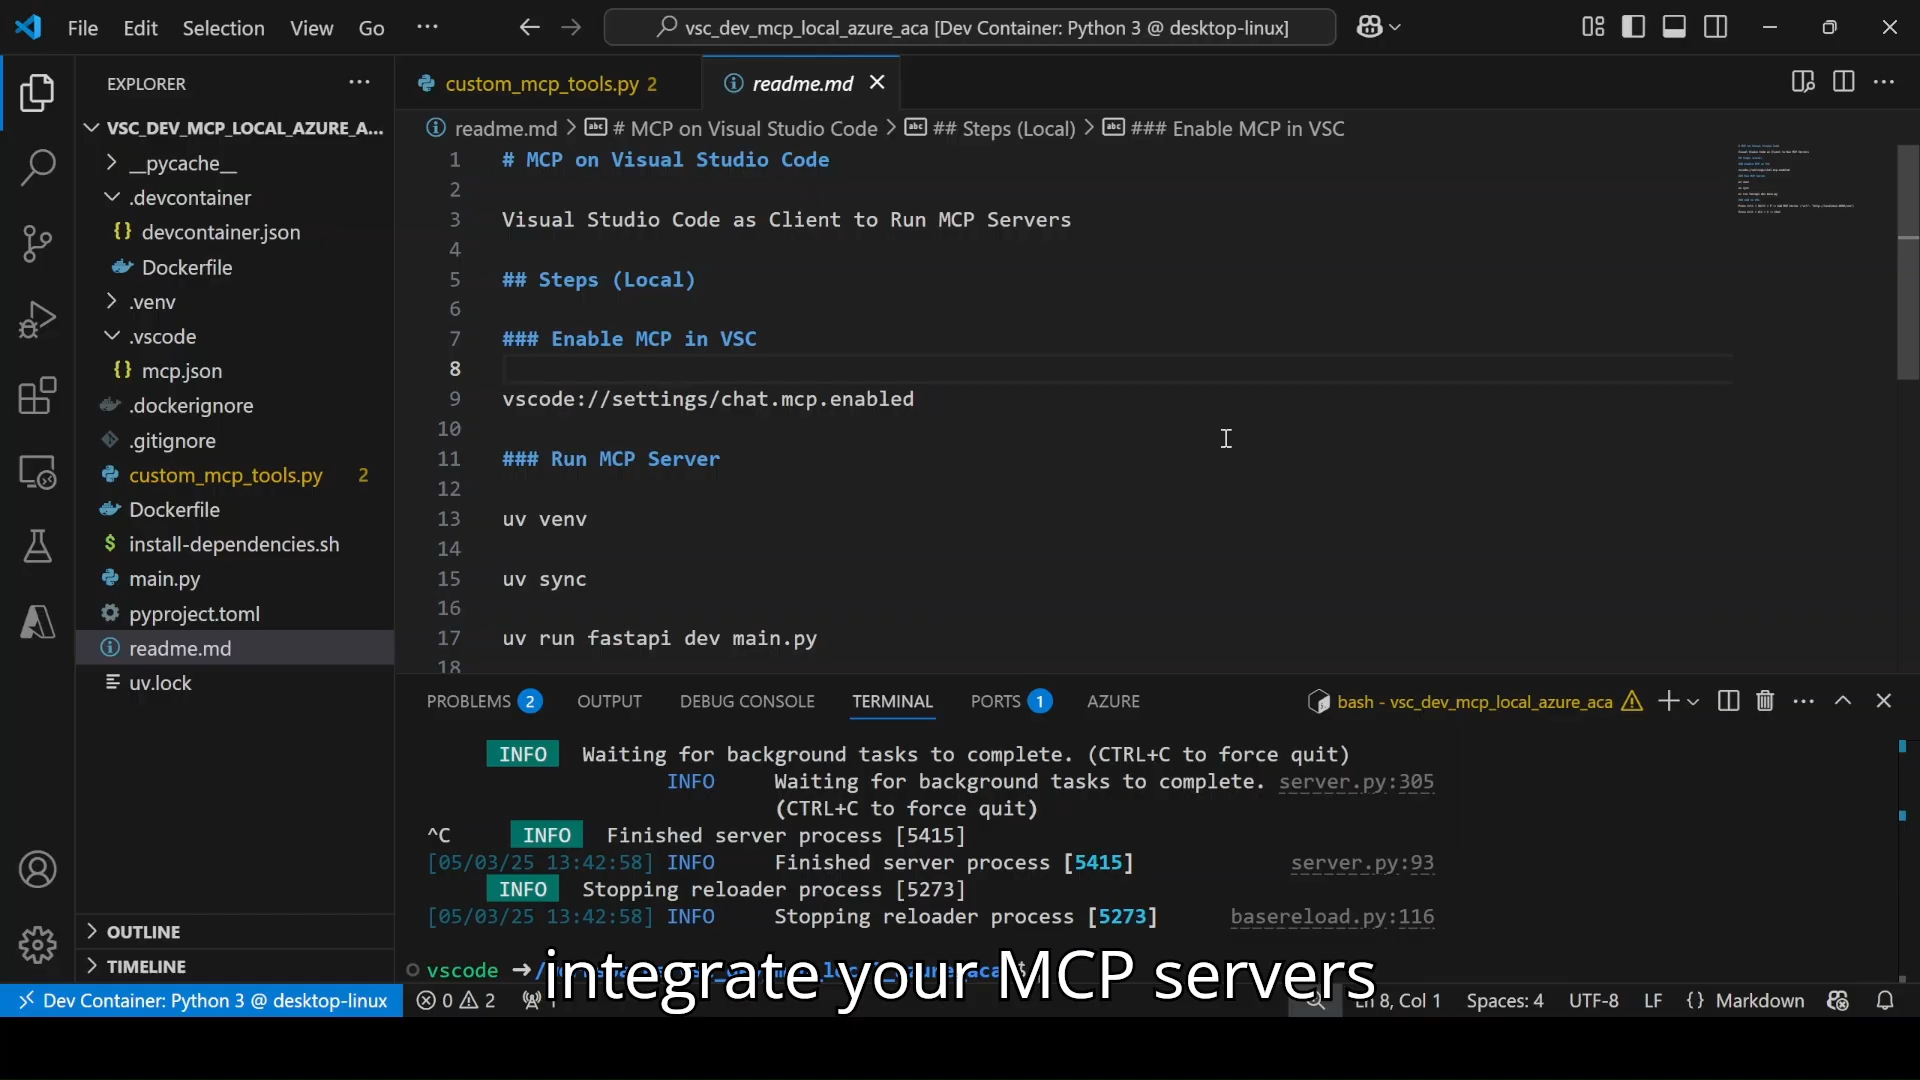 File Edit Selection View Go ··· vsc_dev_mcp_local_azure_aca [Dev Container: Python 3 @ desktop-linux]
EXPLORER
VSC_DEV_MCP_LOCAL_AZURE_A...
__pycache__
.devcontainer
{} devcontainer.json
Dockerfile
.venv
.vscode
{} mcp.json
.dockerignore
.gitignore
custom_mcp_tools.py 2
Dockerfile
$ install-dependencies.sh
main.py
pyproject.toml
readme.md
uv.lock
OUTLINE
TIMELINE
custom_mcp_tools.py 2 readme.md
readme.md > # MCP on Visual Studio Code > ## Steps (Local) > ### Enable MCP in VSC
1 # MCP on Visual Studio Code
2
3 Visual Studio Code as Client to Run MCP Servers
4
5 ## Steps (Local)
6
7 ### Enable MCP in VSC
8
9 vscode://settings/chat.mcp.enabled
10
11 ### Run MCP Server
12
13 uv venv
14
15 uv sync
16
17 uv run fastapi dev main.py
18
PROBLEMS 2 OUTPUT DEBUG CONSOLE TERMINAL PORTS 1 AZURE bash - vsc_dev_mcp_local_azure_aca
INFO Waiting for background tasks to complete. (CTRL+C to force quit)
INFO Waiting for background tasks to complete. server.py:305
(CTRL+C to force quit)
^C INFO Finished server process [5415]
[05/03/25 13:42:58] INFO Finished server process [5415] server.py:93
INFO Stopping reloader process [5273]
[05/03/25 13:42:58] INFO Stopping reloader process [5273] basereload.py:116
vscode →
integrate your MCP servers
Dev Container: Python 3 @ desktop-linux 0 2 Ln 8, Col 1 Spaces: 4 UTF-8 LF {} Markdown